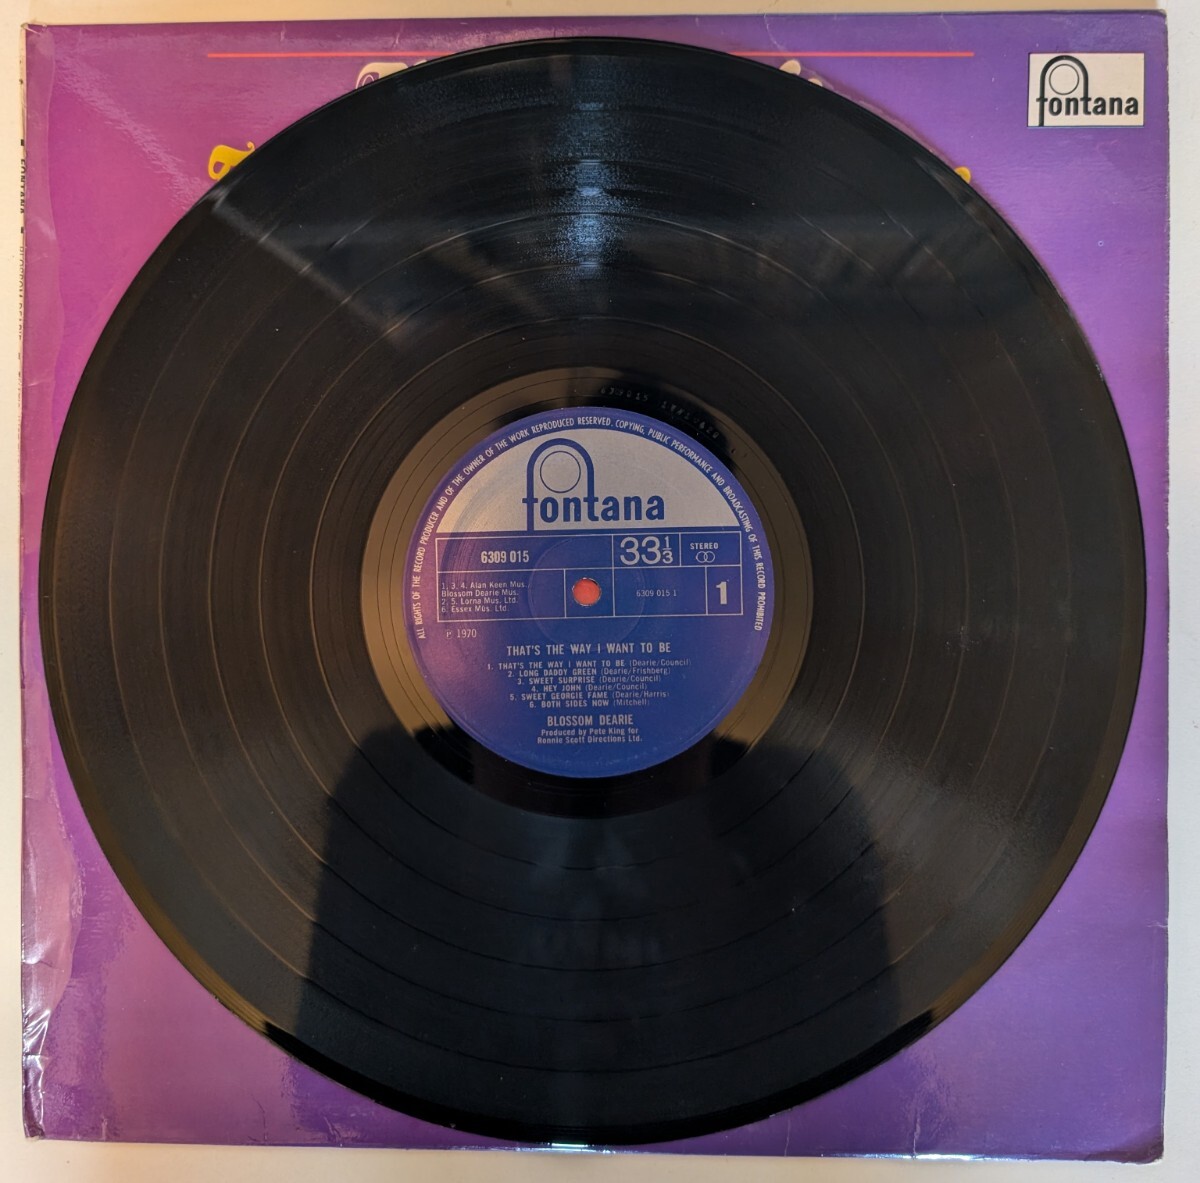 fontana
FONTANA
6309015 1
ALL RIGHTS OF THE RECORD PRODUCER AND OF THE OWNER OF THE WORK REPRODUCED RESERVED. COPYING, PUBLIC PERFORMANCE AND BROADCASTING OF THIS RECORD PROHIBITED
fontana
6309 015
33 1/3
STEREO
1. 3. 4. Alan Keen Mus.
Blossom Dearie Mus.
2. 5. Lorna Mus. Ltd.
6. Essex Mus. Ltd.
6309 015 1
1
P 1970
THAT'S THE WAY I WANT TO BE
1. THAT'S THE WAY I WANT TO BE (Dearie/Council)
2. LONG DADDY GREEN (Dearie/Frishberg)
3. SWEET SURPRISE (Dearie/Council)
4. HEY JOHN (Dearie/Council)
5. SWEET GEORGIE FAME (Dearie/Harris)
6. BOTH SIDES NOW (Mitchell)
BLOSSOM DEARIE
Produced by Pete King for
Ronnie Scott Directions Ltd.